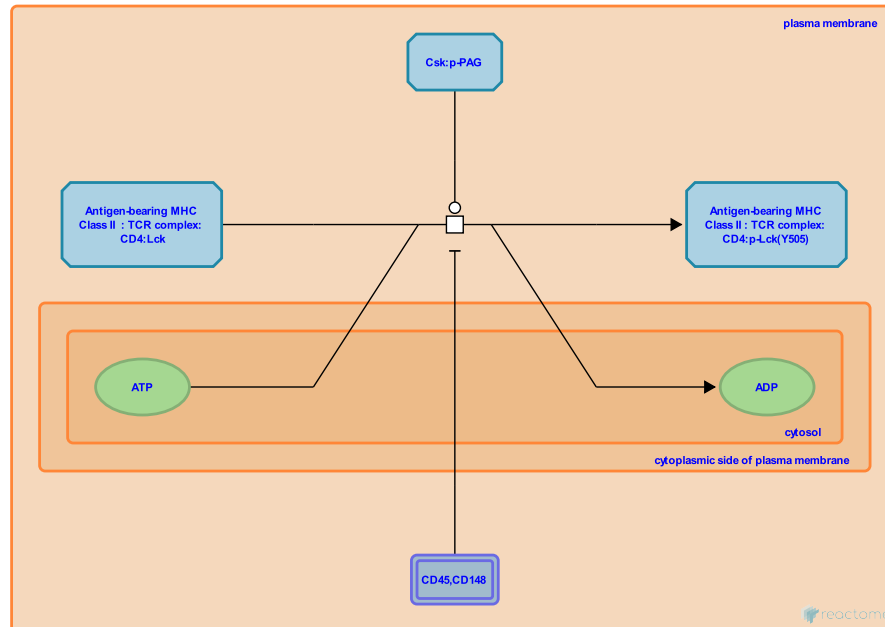 plasma membrane
Csk:p-PAG
Antigen-bearing MHC
Class II : TCR complex:
CD4:Lck
Antigen-bearing MHC
Class II : TCR complex:
CD4:p-Lck(Y505)
ATP
ADP
cytosol
cytoplasmic side of plasma membrane
CD45,CD148
reactome